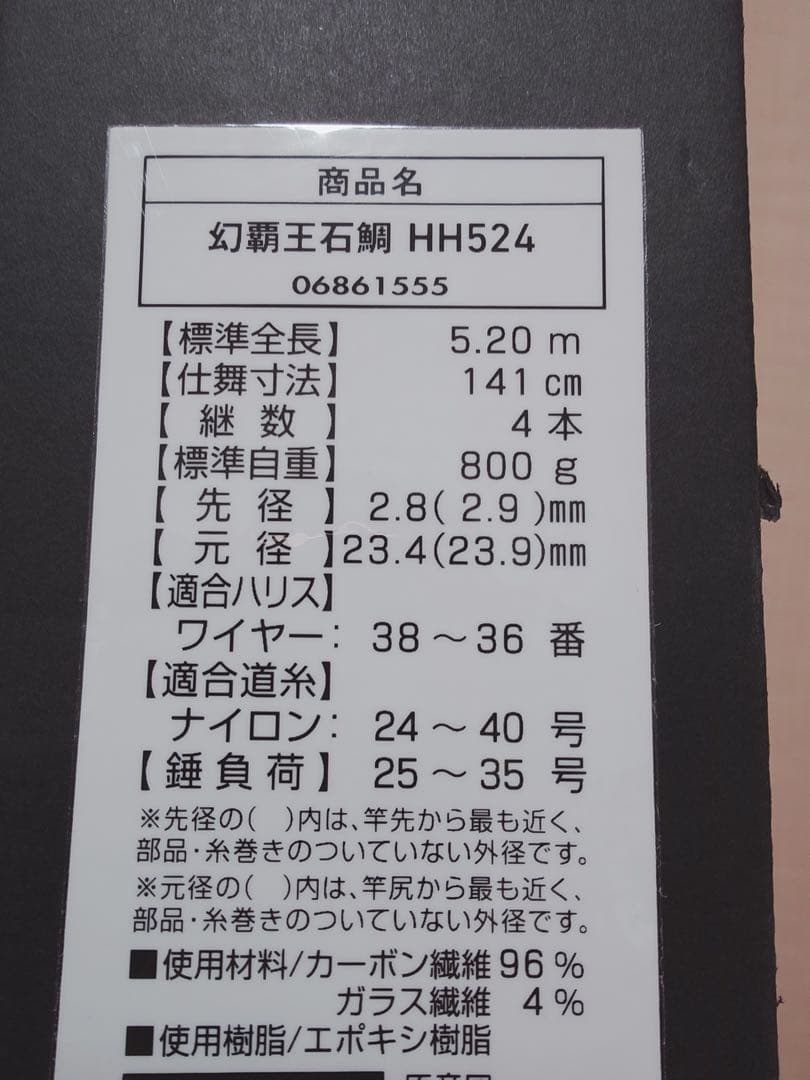 商品名
幻覇王石鯛 HH524
06861555
【標準全長】 5.20 m
【仕舞寸法】 141 cm
【 継 数 】 4 本
【標準自重】 800 g
【 先 径 】 2.8( 2.9 )mm
【 元 径 】 23.4(23.9)mm
【適合ハリス】
ワイヤー: 38 〜 36 番
【適合道糸】
ナイロン: 24 〜 40 号
【 錘 負 荷 】 25 〜 35 号
※先径の( )内は、竿先から最も近く、
部品・糸巻きのついていない外径です。
※元径の( )内は、竿尻から最も近く、
部品・糸巻きのついていない外径です。
■使用材料/カーボン繊維 96 %
ガラス繊維 4 %
■使用樹脂/エポキシ樹脂